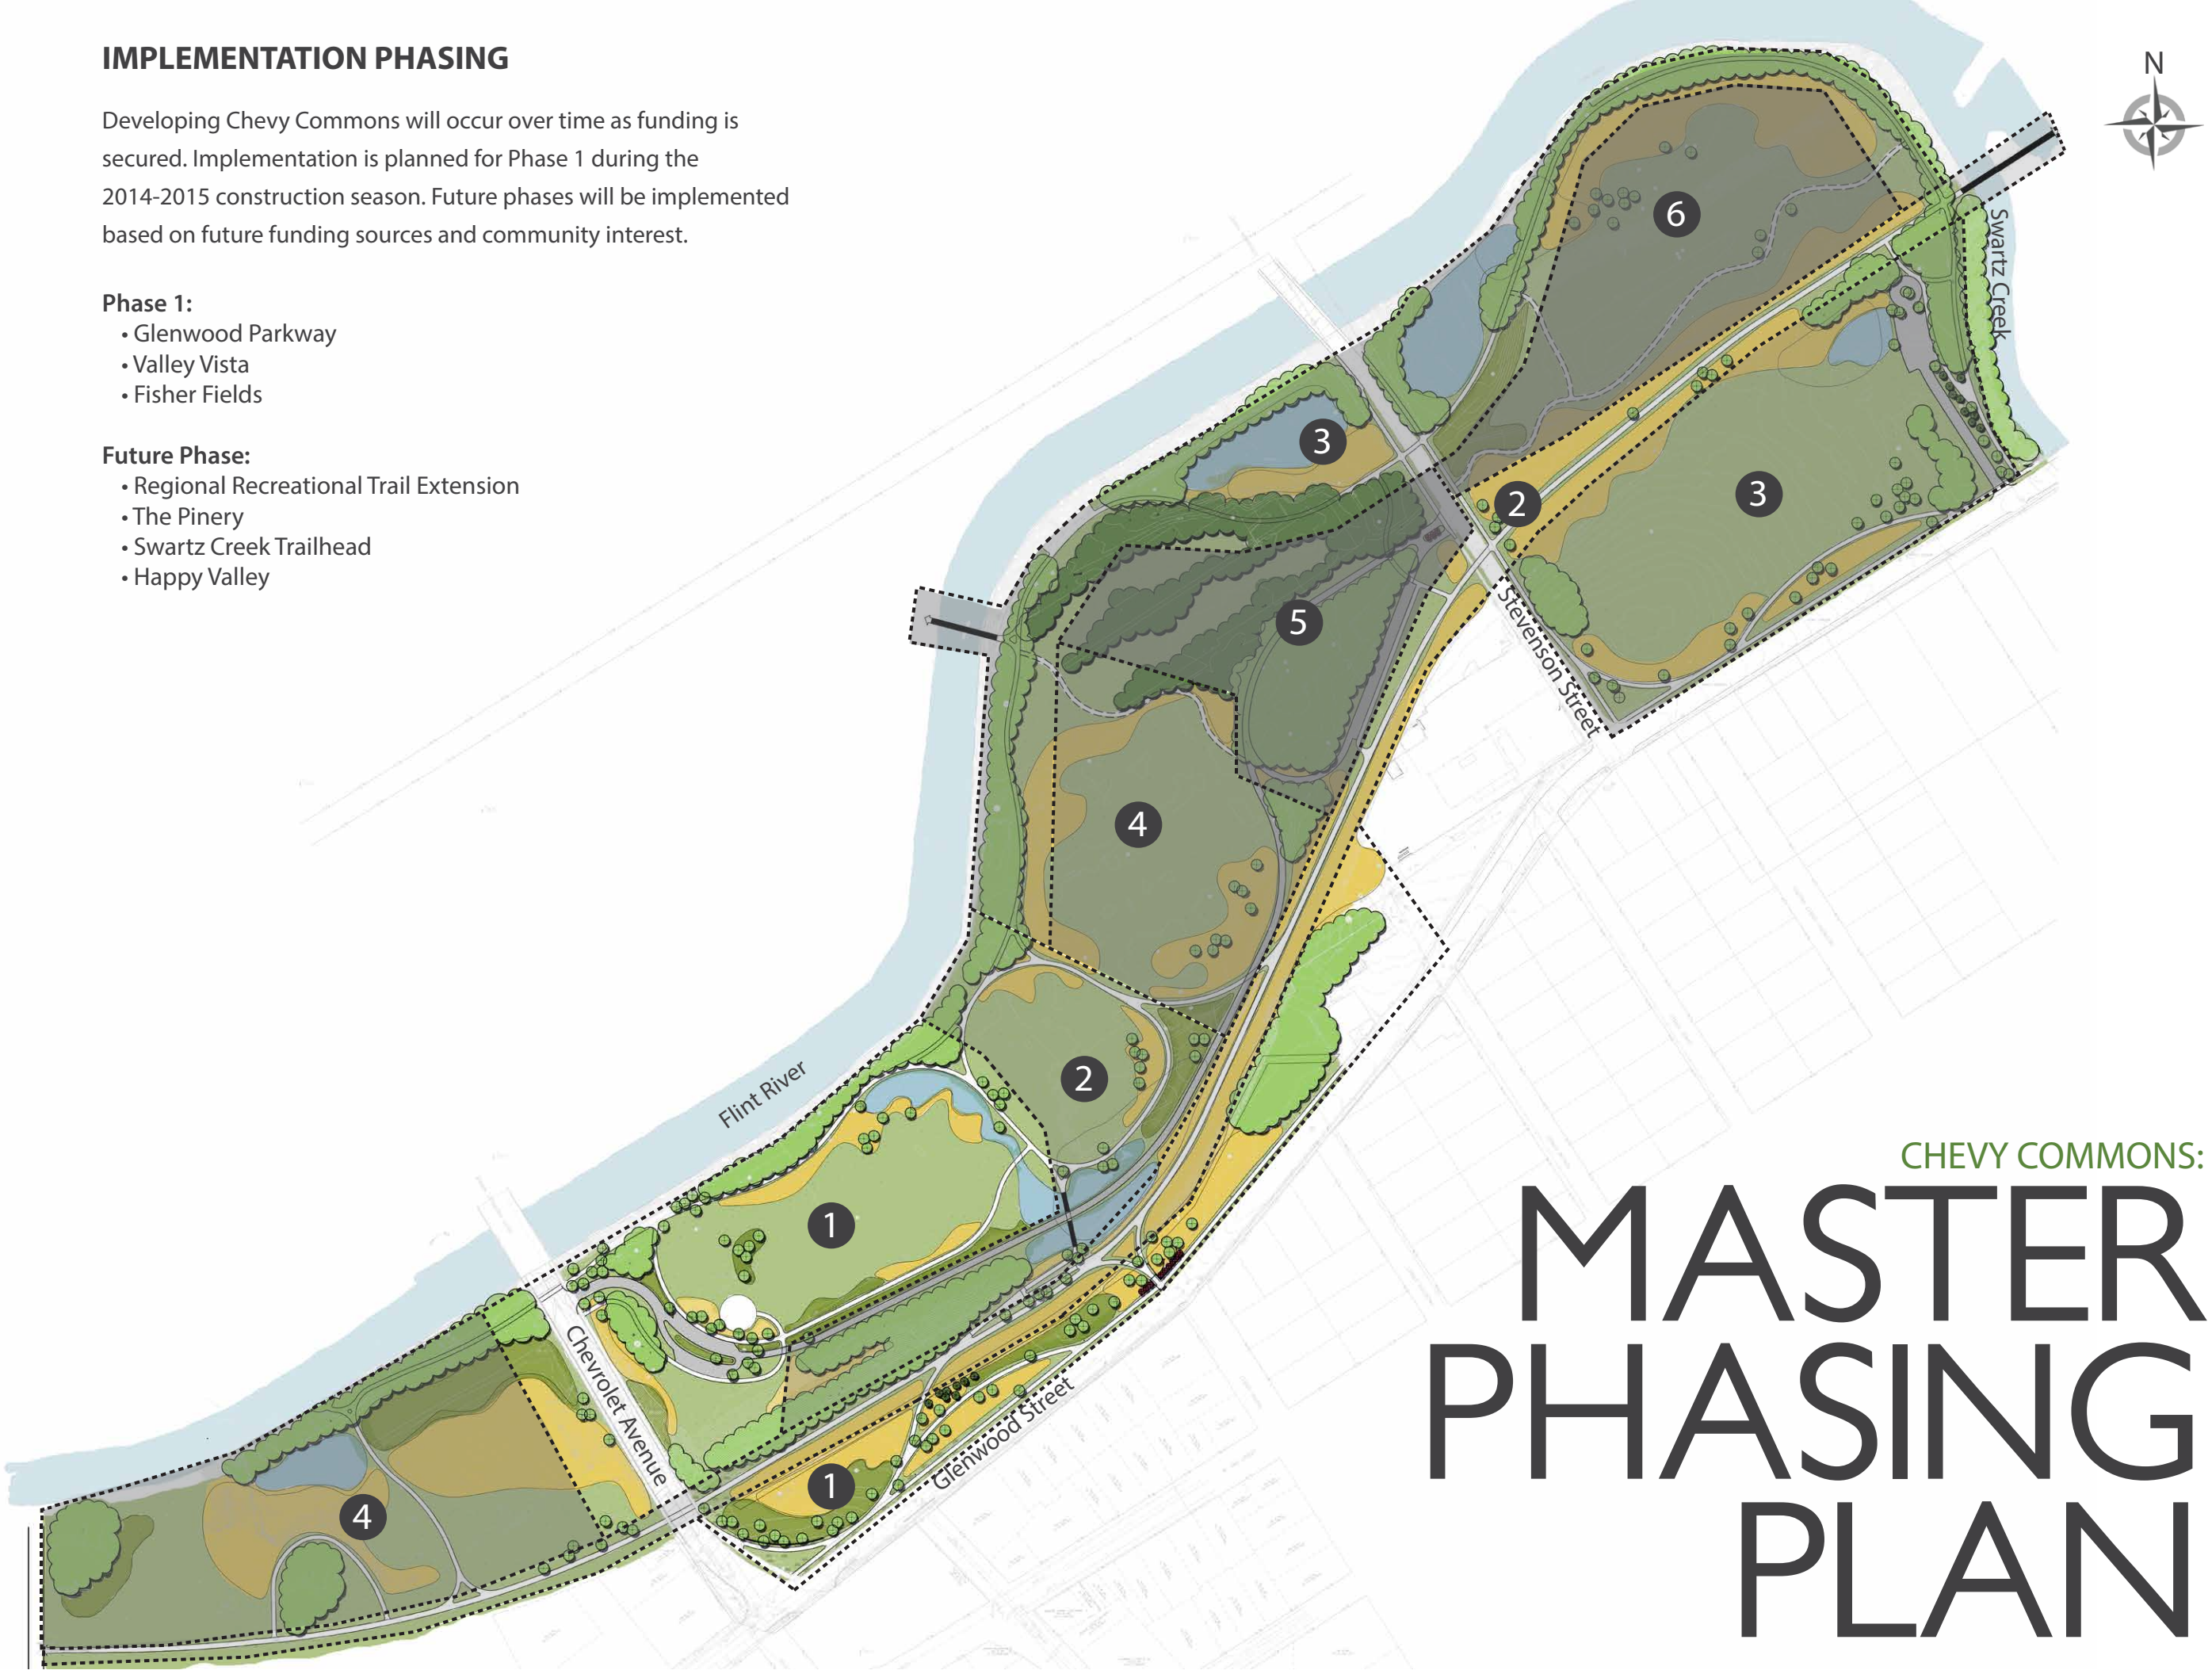 IMPLEMENTATION PHASING
Developing Chevy Commons will occur over time as funding is
secured. Implementation is planned for Phase 1 during the
2014-2015 construction season. Future phases will be implemented
based on future funding sources and community interest.
Phase 1:
• Glenwood Parkway
• Valley Vista
• Fisher Fields
Future Phase:
• Regional Recreational Trail Extension
• The Pinery
• Swartz Creek Trailhead
• Happy Valley
N
6
Swartz Creek
3
2
3
5
Stevenson Street
4
2
Flint River
1
Chevrolet Avenue
1
Glenwood Street
4
CHEVY COMMONS:
MASTER
PHASING
PLAN